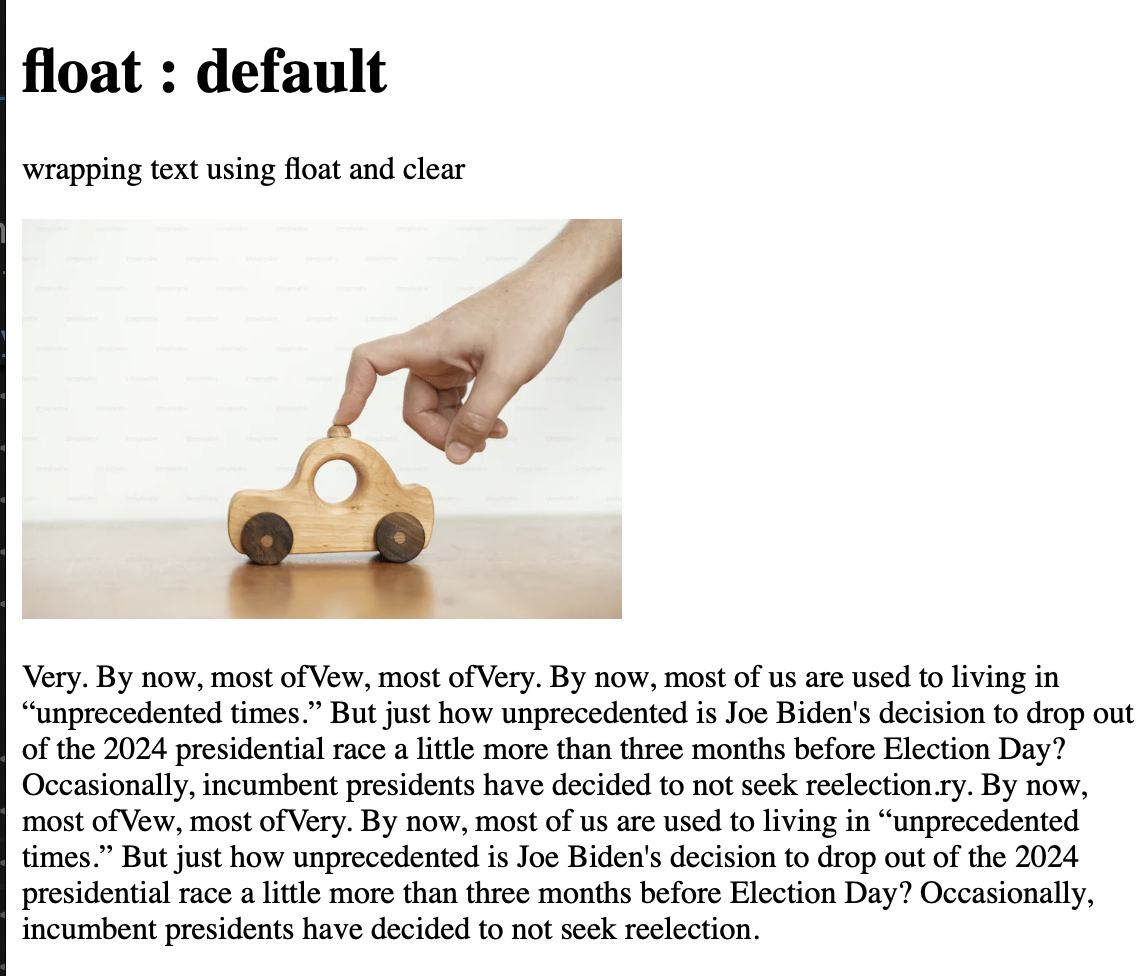 float : default
wrapping text using float and clear
Very. By now, most ofVew, most ofVery. By now, most of us are used to living in
“unprecedented times.” But just how unprecedented is Joe Biden's decision to drop out
of the 2024 presidential race a little more than three months before Election Day?
Occasionally, incumbent presidents have decided to not seek reelection.ry. By now,
most ofVew, most ofVery. By now, most of us are used to living in “unprecedented
times.” But just how unprecedented is Joe Biden's decision to drop out of the 2024
presidential race a little more than three months before Election Day? Occasionally,
incumbent presidents have decided to not seek reelection.